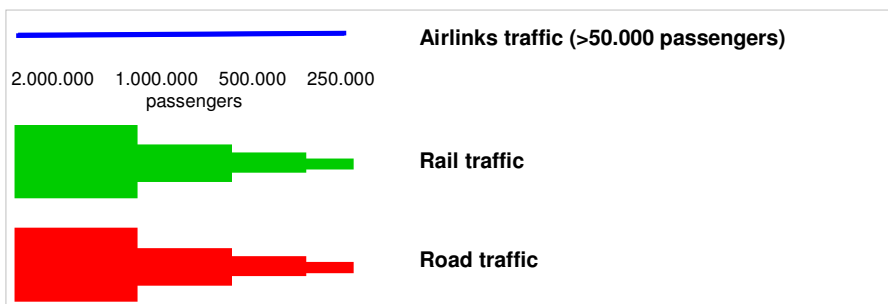 Airlinks traffic (>50.000 passengers)
2.000.000 1.000.000 500.000 250.000
passengers
Rail traffic
Road traffic